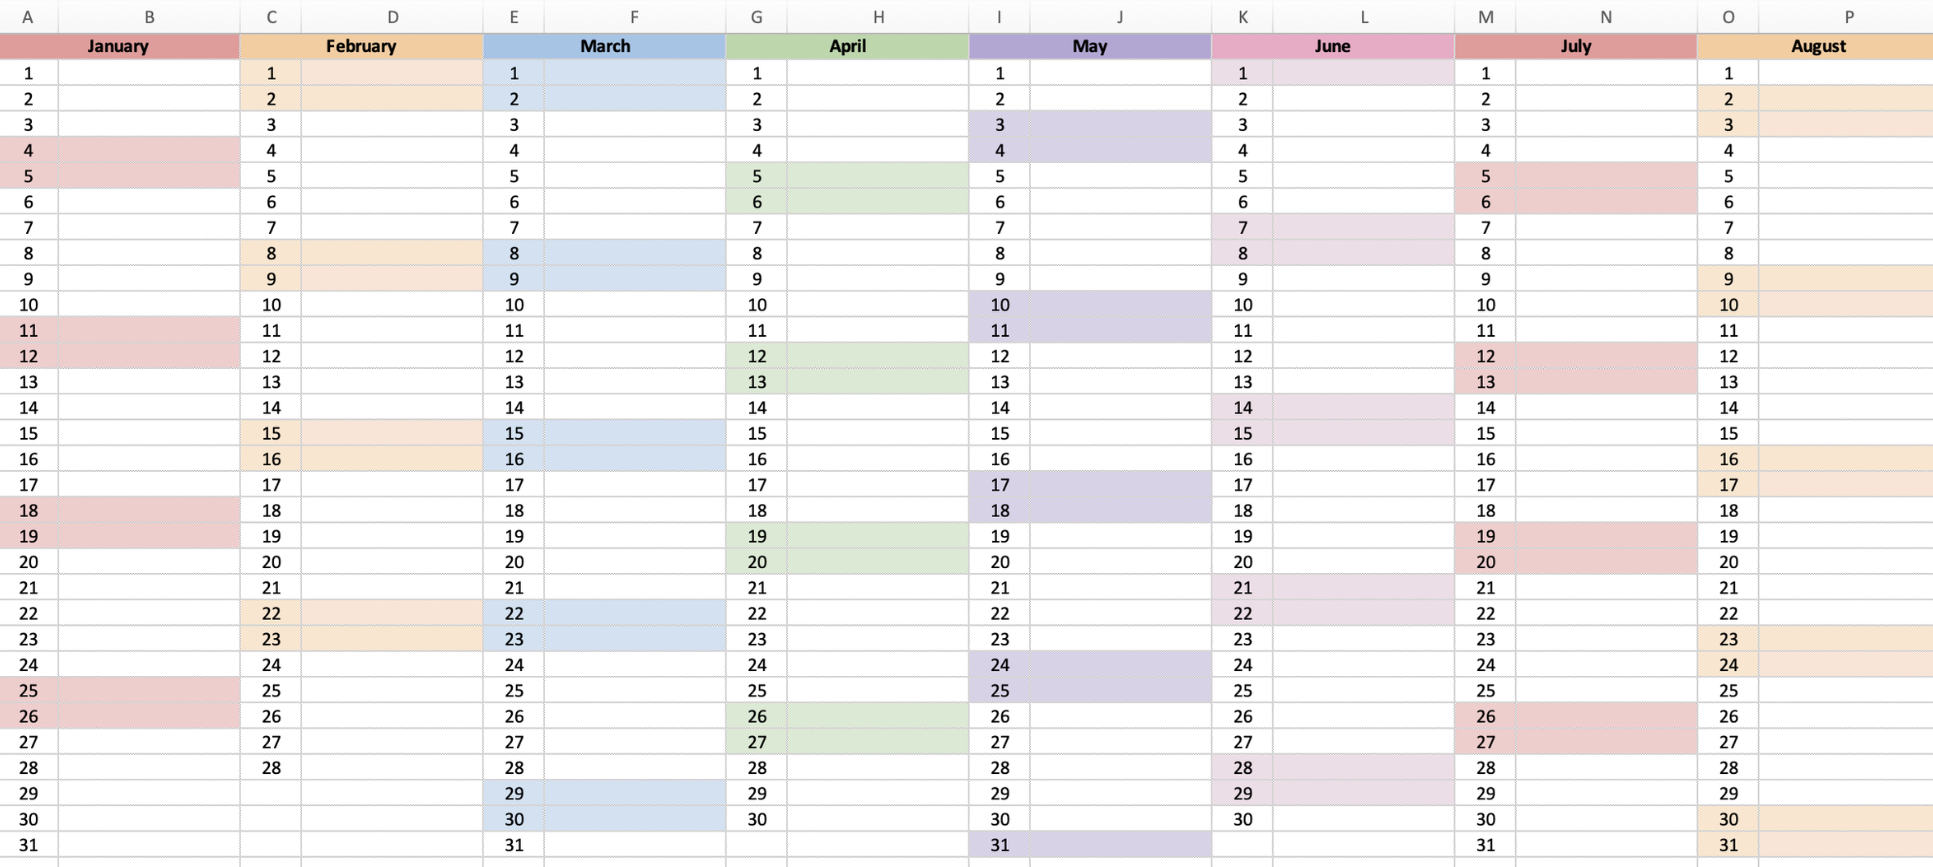 A B C D E F G H I J K L M N O P
January February March April May June July August
1 1 1 1 1 1 1 1
2 2 2 2 2 2 2 2
3 3 3 3 3 3 3 3
4 4 4 4 4 4 4 4
5 5 5 5 5 5 5 5
6 6 6 6 6 6 6 6
7 7 7 7 7 7 7 7
8 8 8 8 8 8 8 8
9 9 9 9 9 9 9 9
10 10 10 10 10 10 10 10
11 11 11 11 11 11 11 11
12 12 12 12 12 12 12 12
13 13 13 13 13 13 13 13
14 14 14 14 14 14 14 14
15 15 15 15 15 15 15 15
16 16 16 16 16 16 16 16
17 17 17 17 17 17 17 17
18 18 18 18 18 18 18 18
19 19 19 19 19 19 19 19
20 20 20 20 20 20 20 20
21 21 21 21 21 21 21 21
22 22 22 22 22 22 22 22
23 23 23 23 23 23 23 23
24 24 24 24 24 24 24 24
25 25 25 25 25 25 25 25
26 26 26 26 26 26 26 26
27 27 27 27 27 27 27 27
28 28 28 28 28 28 28 28
29 29 29 29 29 29 29
30 30 30 30 30 30 30
31 31 31 31 31